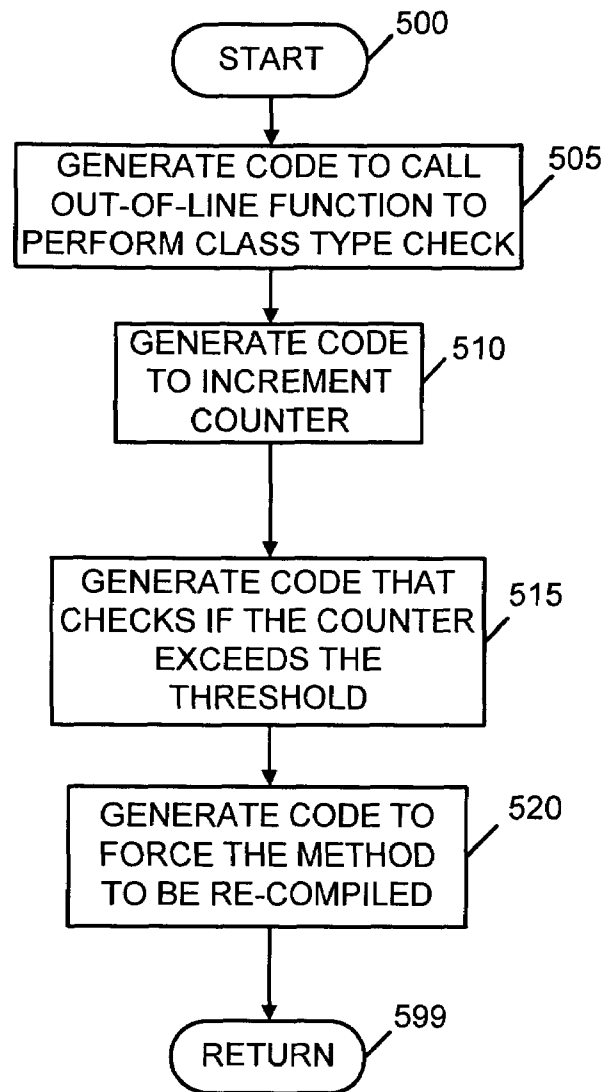 500
START
505
GENERATE CODE TO CALL
OUT-OF-LINE FUNCTION TO
PERFORM CLASS TYPE CHECK
510
GENERATE CODE
TO INCREMENT
COUNTER
515
GENERATE CODE THAT
CHECKS IF THE COUNTER
EXCEEDS THE
THRESHOLD
520
GENERATE CODE TO
FORCE THE METHOD
TO BE RE-COMPILED
599
RETURN